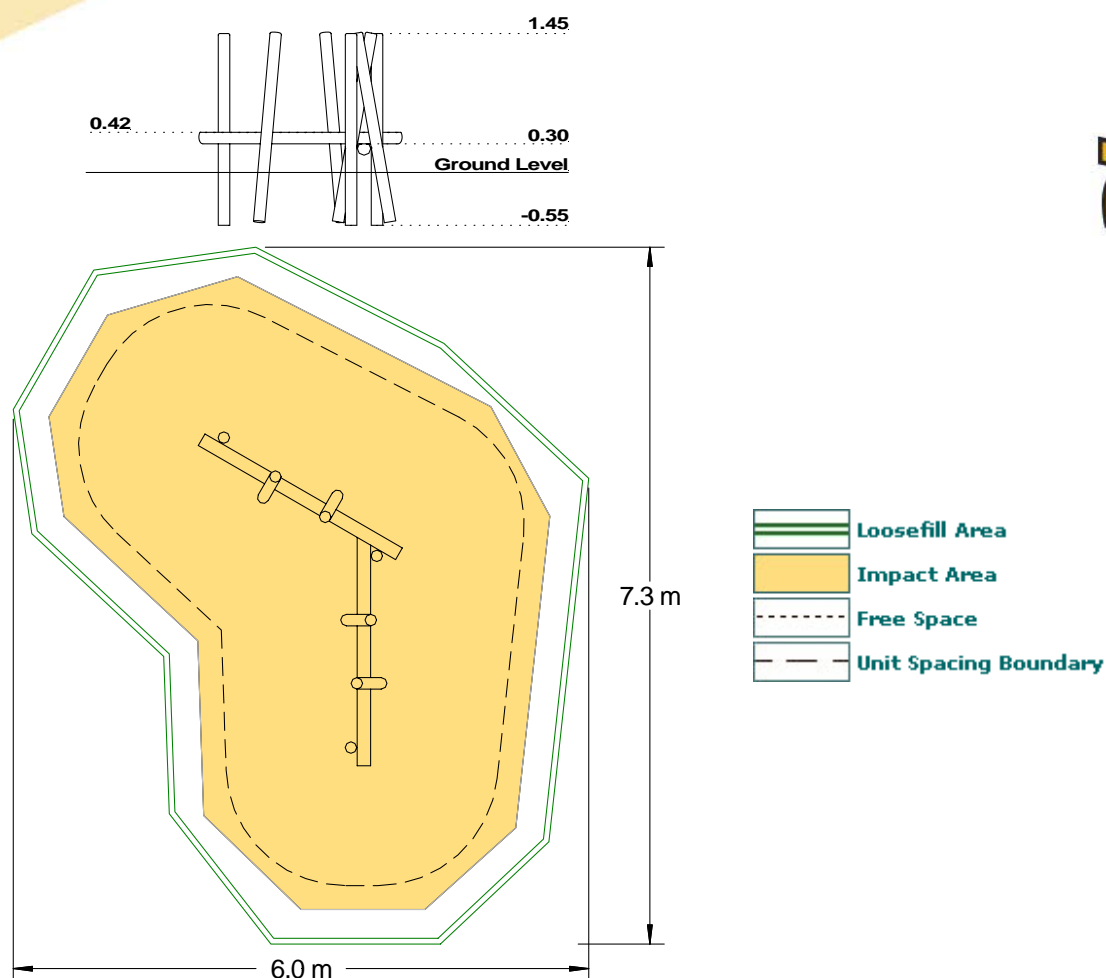 1.45
0.42
0.30
Ground Level
-0.55
7.3 m
6.0 m
Loosefill Area
Impact Area
Free Space
Unit Spacing Boundary